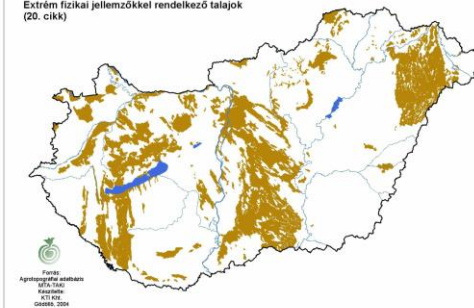 Extrém fizikai jellemzőkkel rendelkező talajok
(20. cikk)
Forrás:
Agrotopográfiai adatbázis
MTA-TAKI
Készítette:
KTI Kht.
Gödöllő, 2004